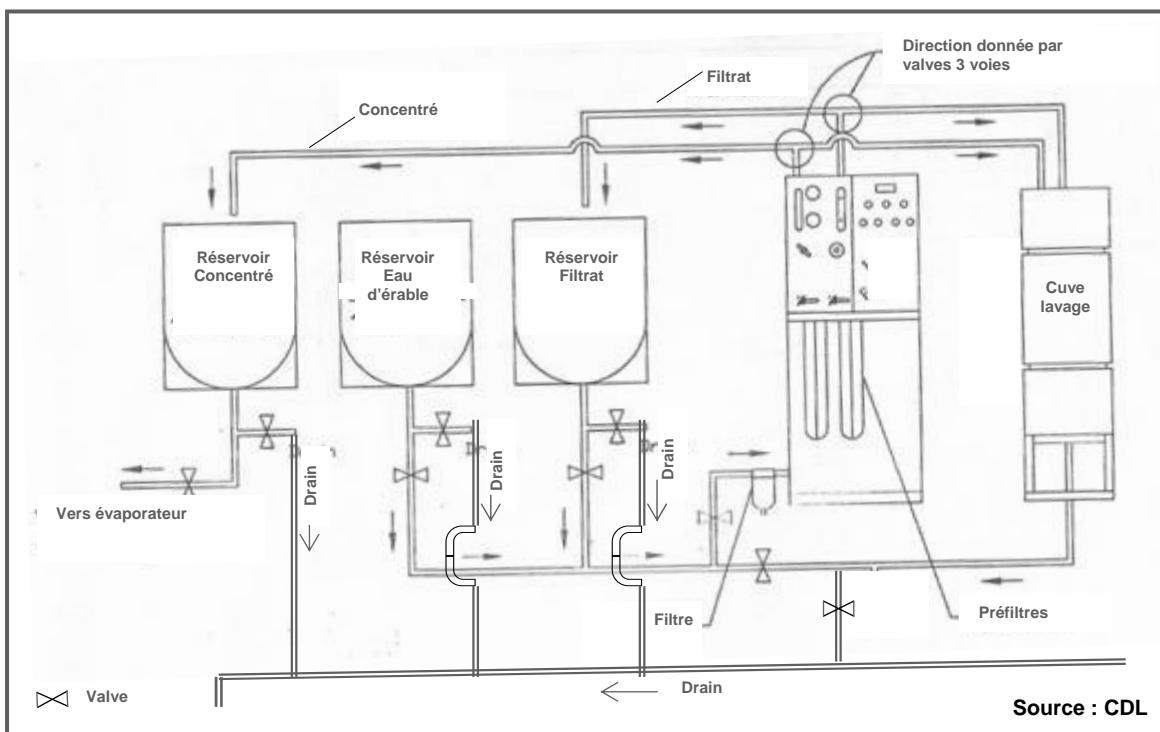 Direction donnée par
valves 3 voies
Filtrat
Concentré
Réservoir
Concentré
Réservoir
Eau
d'érable
Réservoir
Filtrat
Cuve
lavage
Drain
Drain
Drain
Vers évaporateur
Filtre
Préfiltres
Valve
Drain
Source : CDL